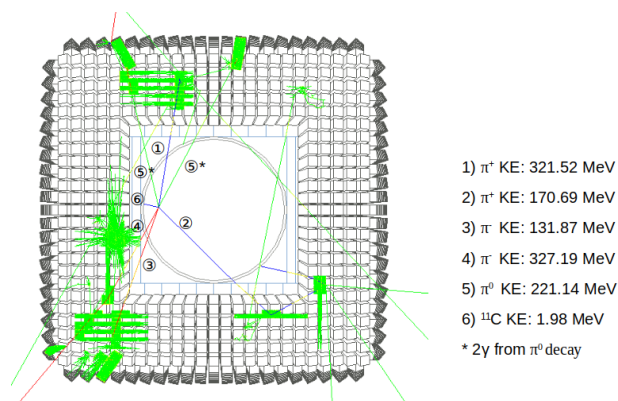 ①
⑤*
⑤*
⑥
②
④
③
1) π⁺ KE: 321.52 MeV
2) π⁺ KE: 170.69 MeV
3) π⁻ KE: 131.87 MeV
4) π⁻ KE: 327.19 MeV
5) π⁰ KE: 221.14 MeV
6) ¹¹C KE: 1.98 MeV
* 2γ from π⁰ decay